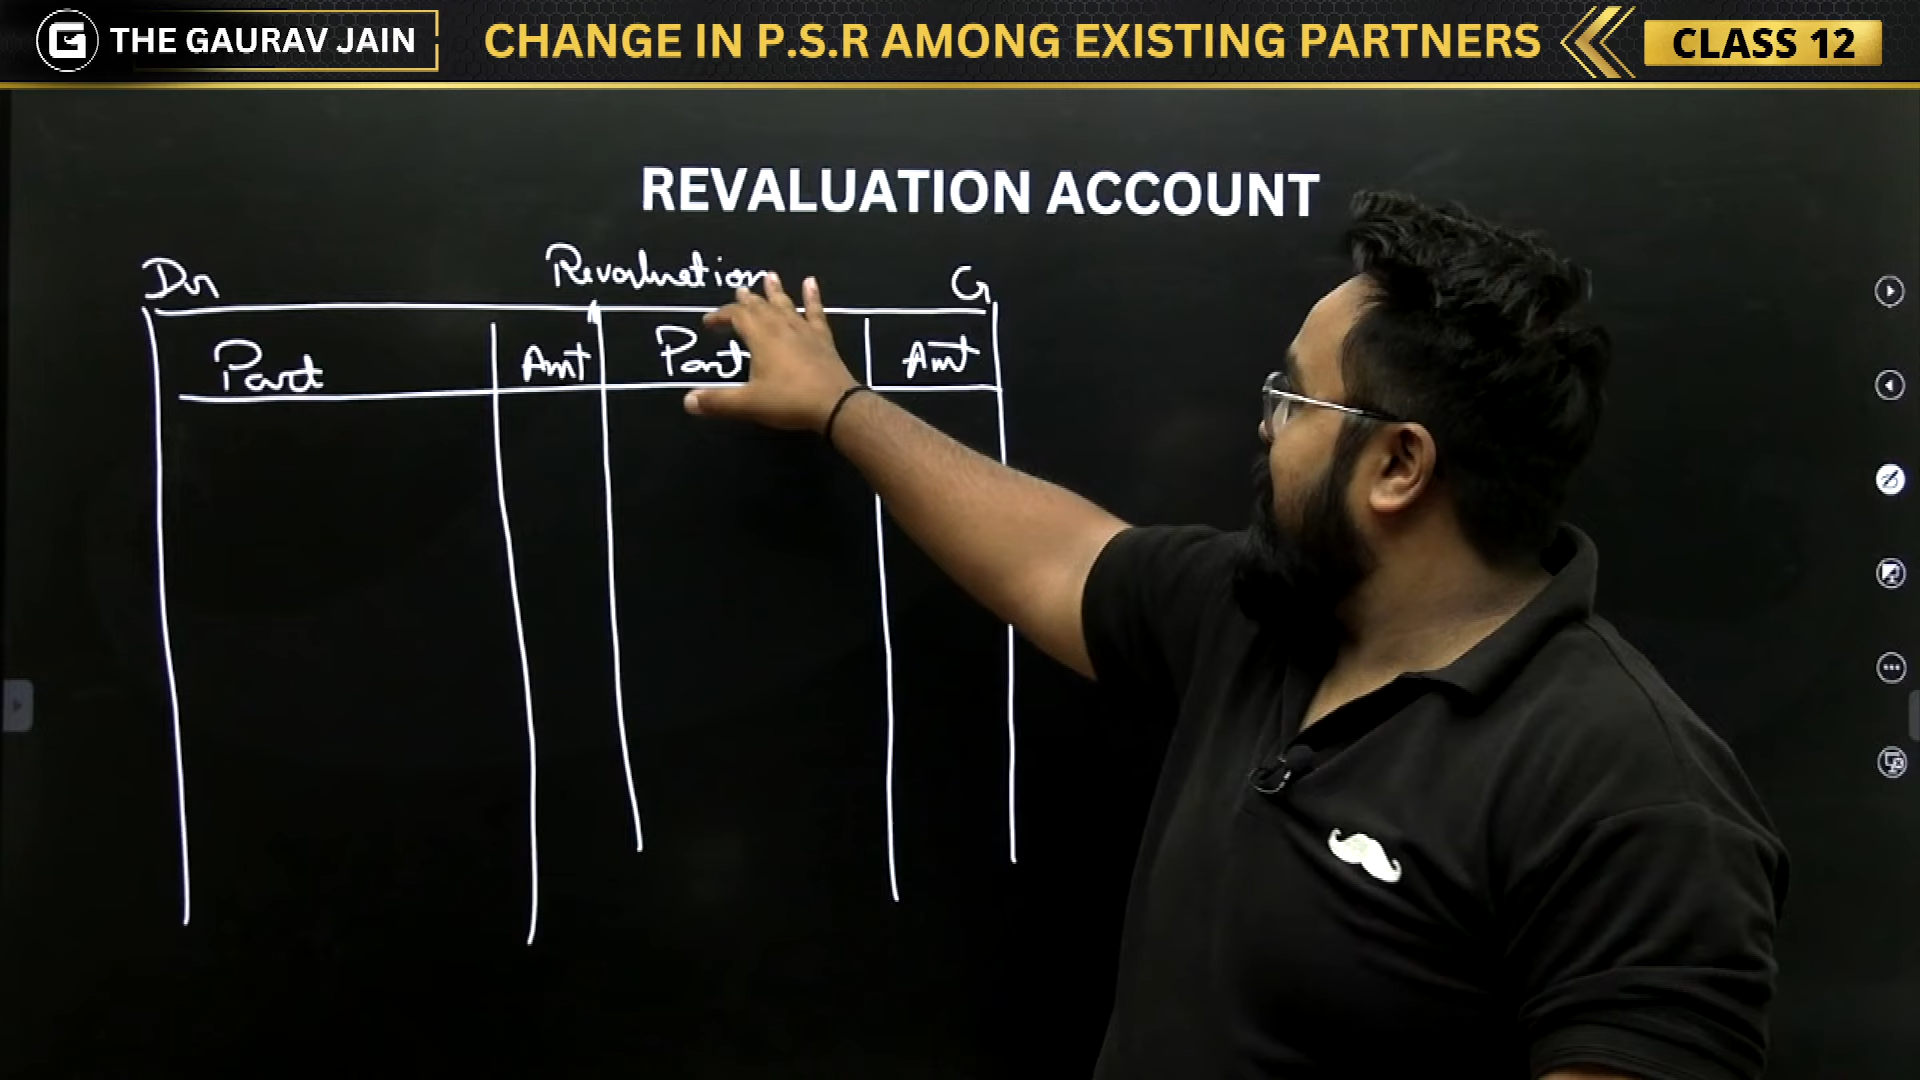 G THE GAURAV JAIN
CHANGE IN P.S.R AMONG EXISTING PARTNERS
CLASS 12
REVALUATION ACCOUNT
Dr Revaluation Cr
Part Amt Part Amt